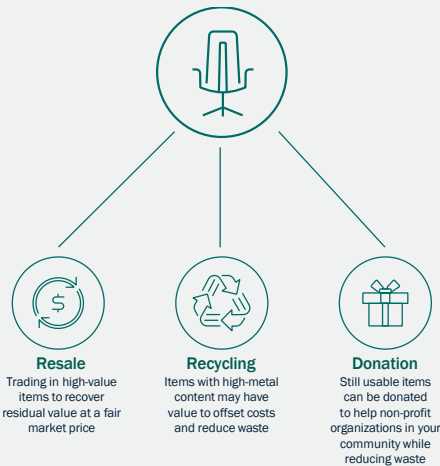 $
Resale
Trading in high-value
items to recover
residual value at a fair
market price
Recycling
Items with high-metal
content may have
value to offset costs
and reduce waste
Donation
Still usable items
can be donated
to help non-profit
organizations in your
community while
reducing waste